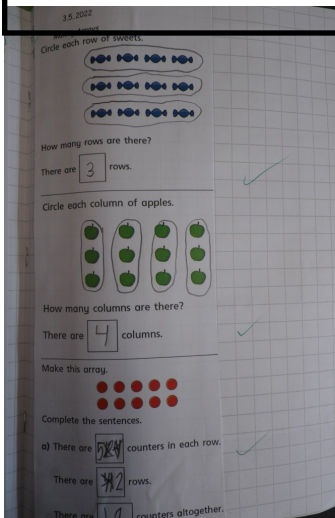 3.5.2022
Circle each row of sweets.
How many rows are there?
There are 3 rows.
Circle each column of apples.
How many columns are there?
There are 4 columns.
Make this array.
Complete the sentences.
a) There are 5 counters in each row.
There are 2 rows.
There are counters altogether.